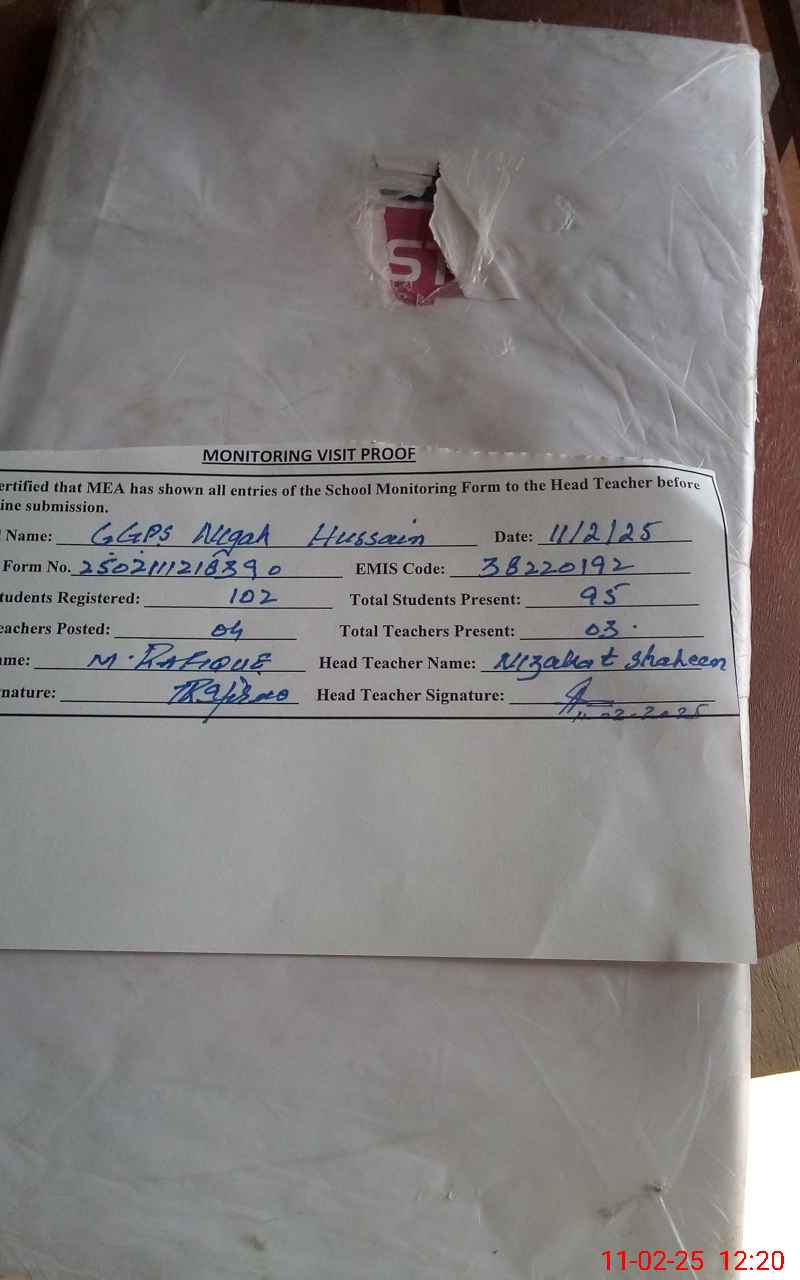 ST
MONITORING VISIT PROOF
ertified that MEA has shown all entries of the School Monitoring Form to the Head Teacher before
ine submission.
l Name: GGPS Nigah Hussain Date: 11/2/25
Form No. 2502111218390 EMIS Code: 38220192
tudents Registered: 102 Total Students Present: 95
eachers Posted: 04 Total Teachers Present: 03
ame: M. RAFIQUE Head Teacher Name: Nizakat Shaheen
nature: Head Teacher Signature:
11-02-2025
11-02-25 12:20